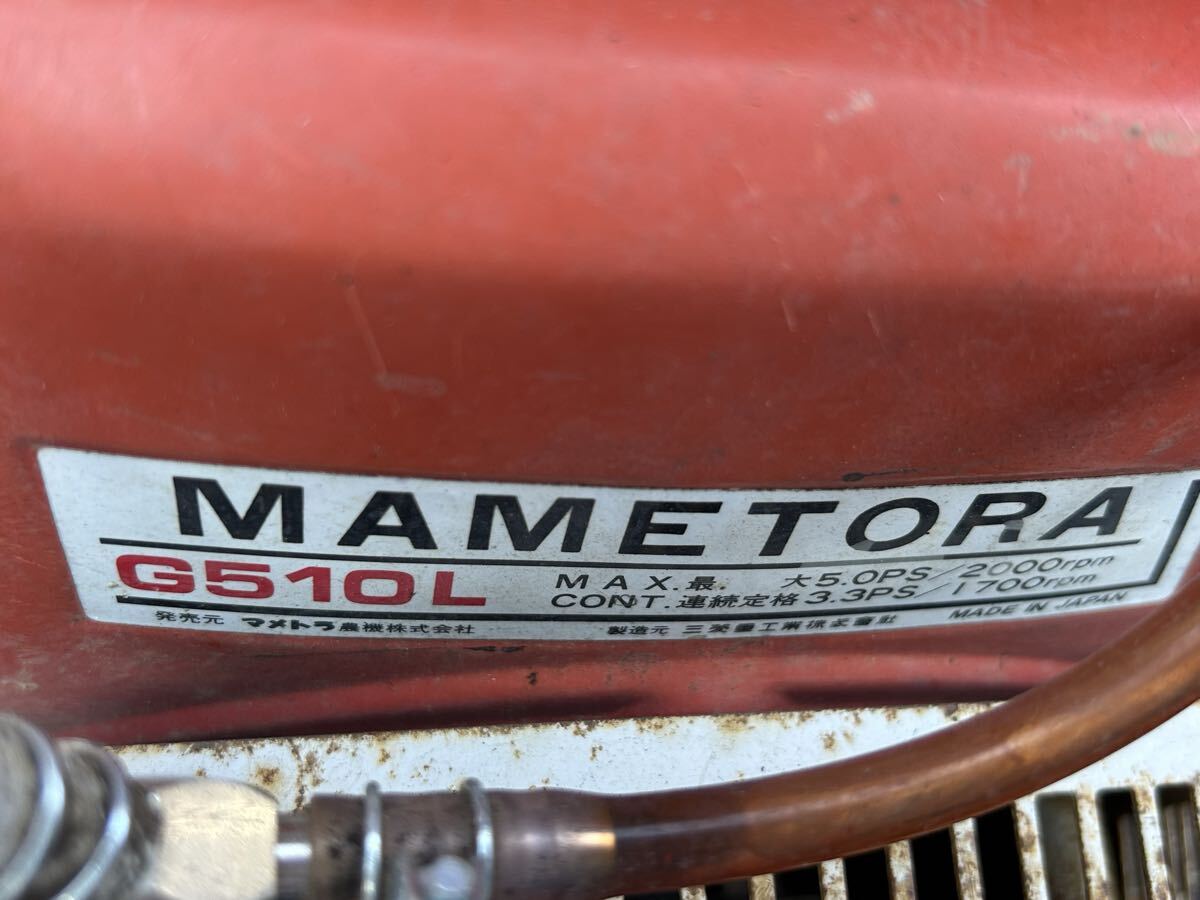 MAMETORA
G510L
MAX.最. 大5.0PS/2000rpm
CONT.連続定格3.3PS/1700rpm
発売元 マメトラ農機株式会社 製造元 三菱重工業株式会社 MADE IN JAPAN